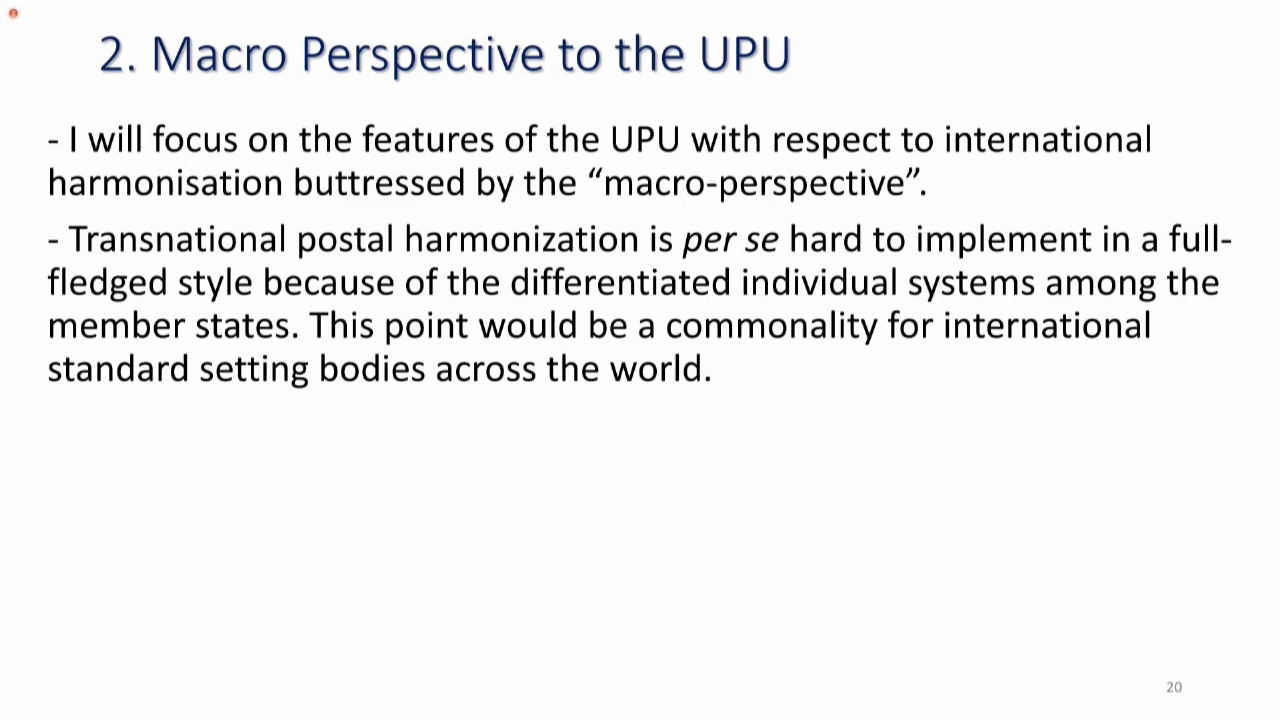 2. Macro Perspective to the UPU
- I will focus on the features of the UPU with respect to international
harmonisation buttressed by the “macro-perspective”.
- Transnational postal harmonization is per se hard to implement in a full-
fledged style because of the differentiated individual systems among the
member states. This point would be a commonality for international
standard setting bodies across the world.
20